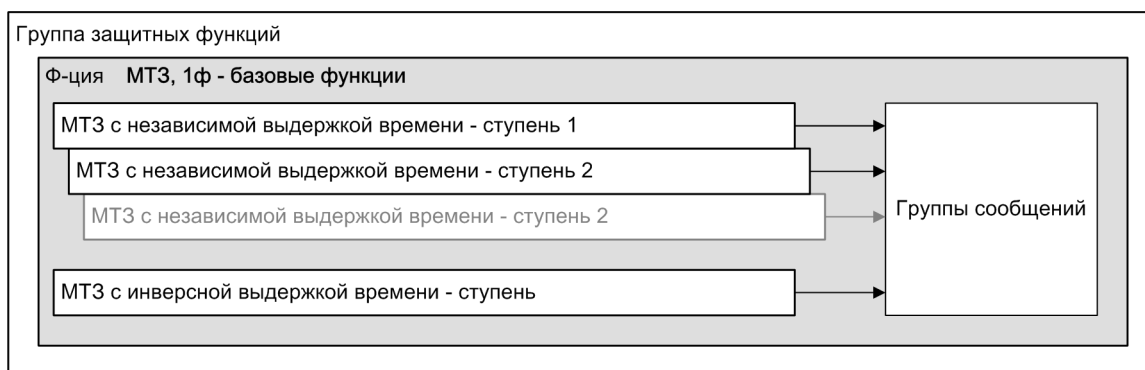 Группа защитных функций
Ф-ция МТЗ, 1ф - базовые функции
МТЗ с независимой выдержкой времени - ступень 1
МТЗ с независимой выдержкой времени - ступень 2
МТЗ с независимой выдержкой времени - ступень 2
Группы сообщений
МТЗ с инверсной выдержкой времени - ступень